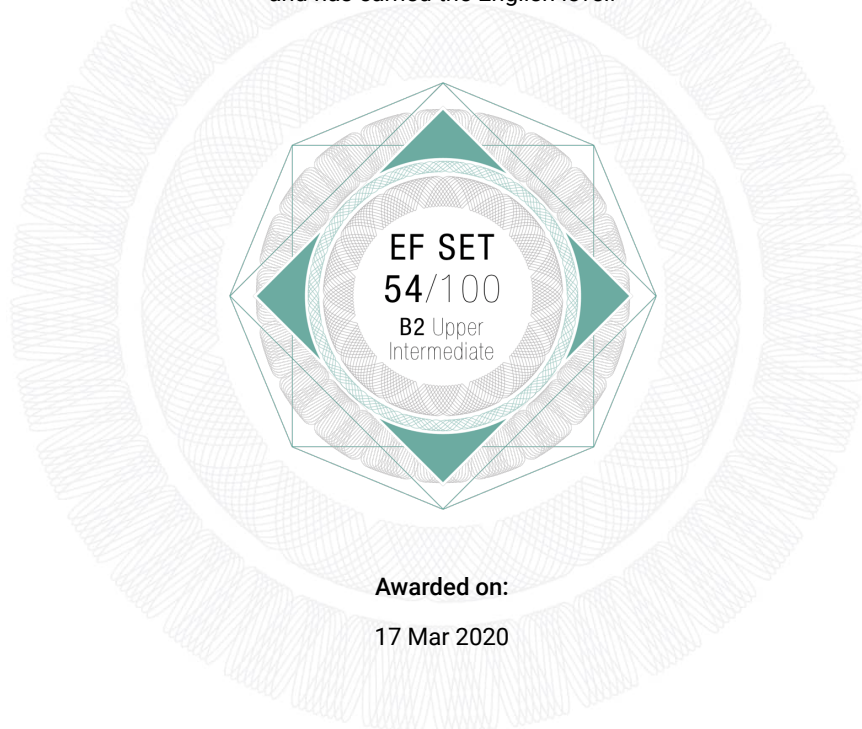 and has earned the English level:
EF SET
54/100
B2 Upper
Intermediate
Awarded on:
17 Mar 2020